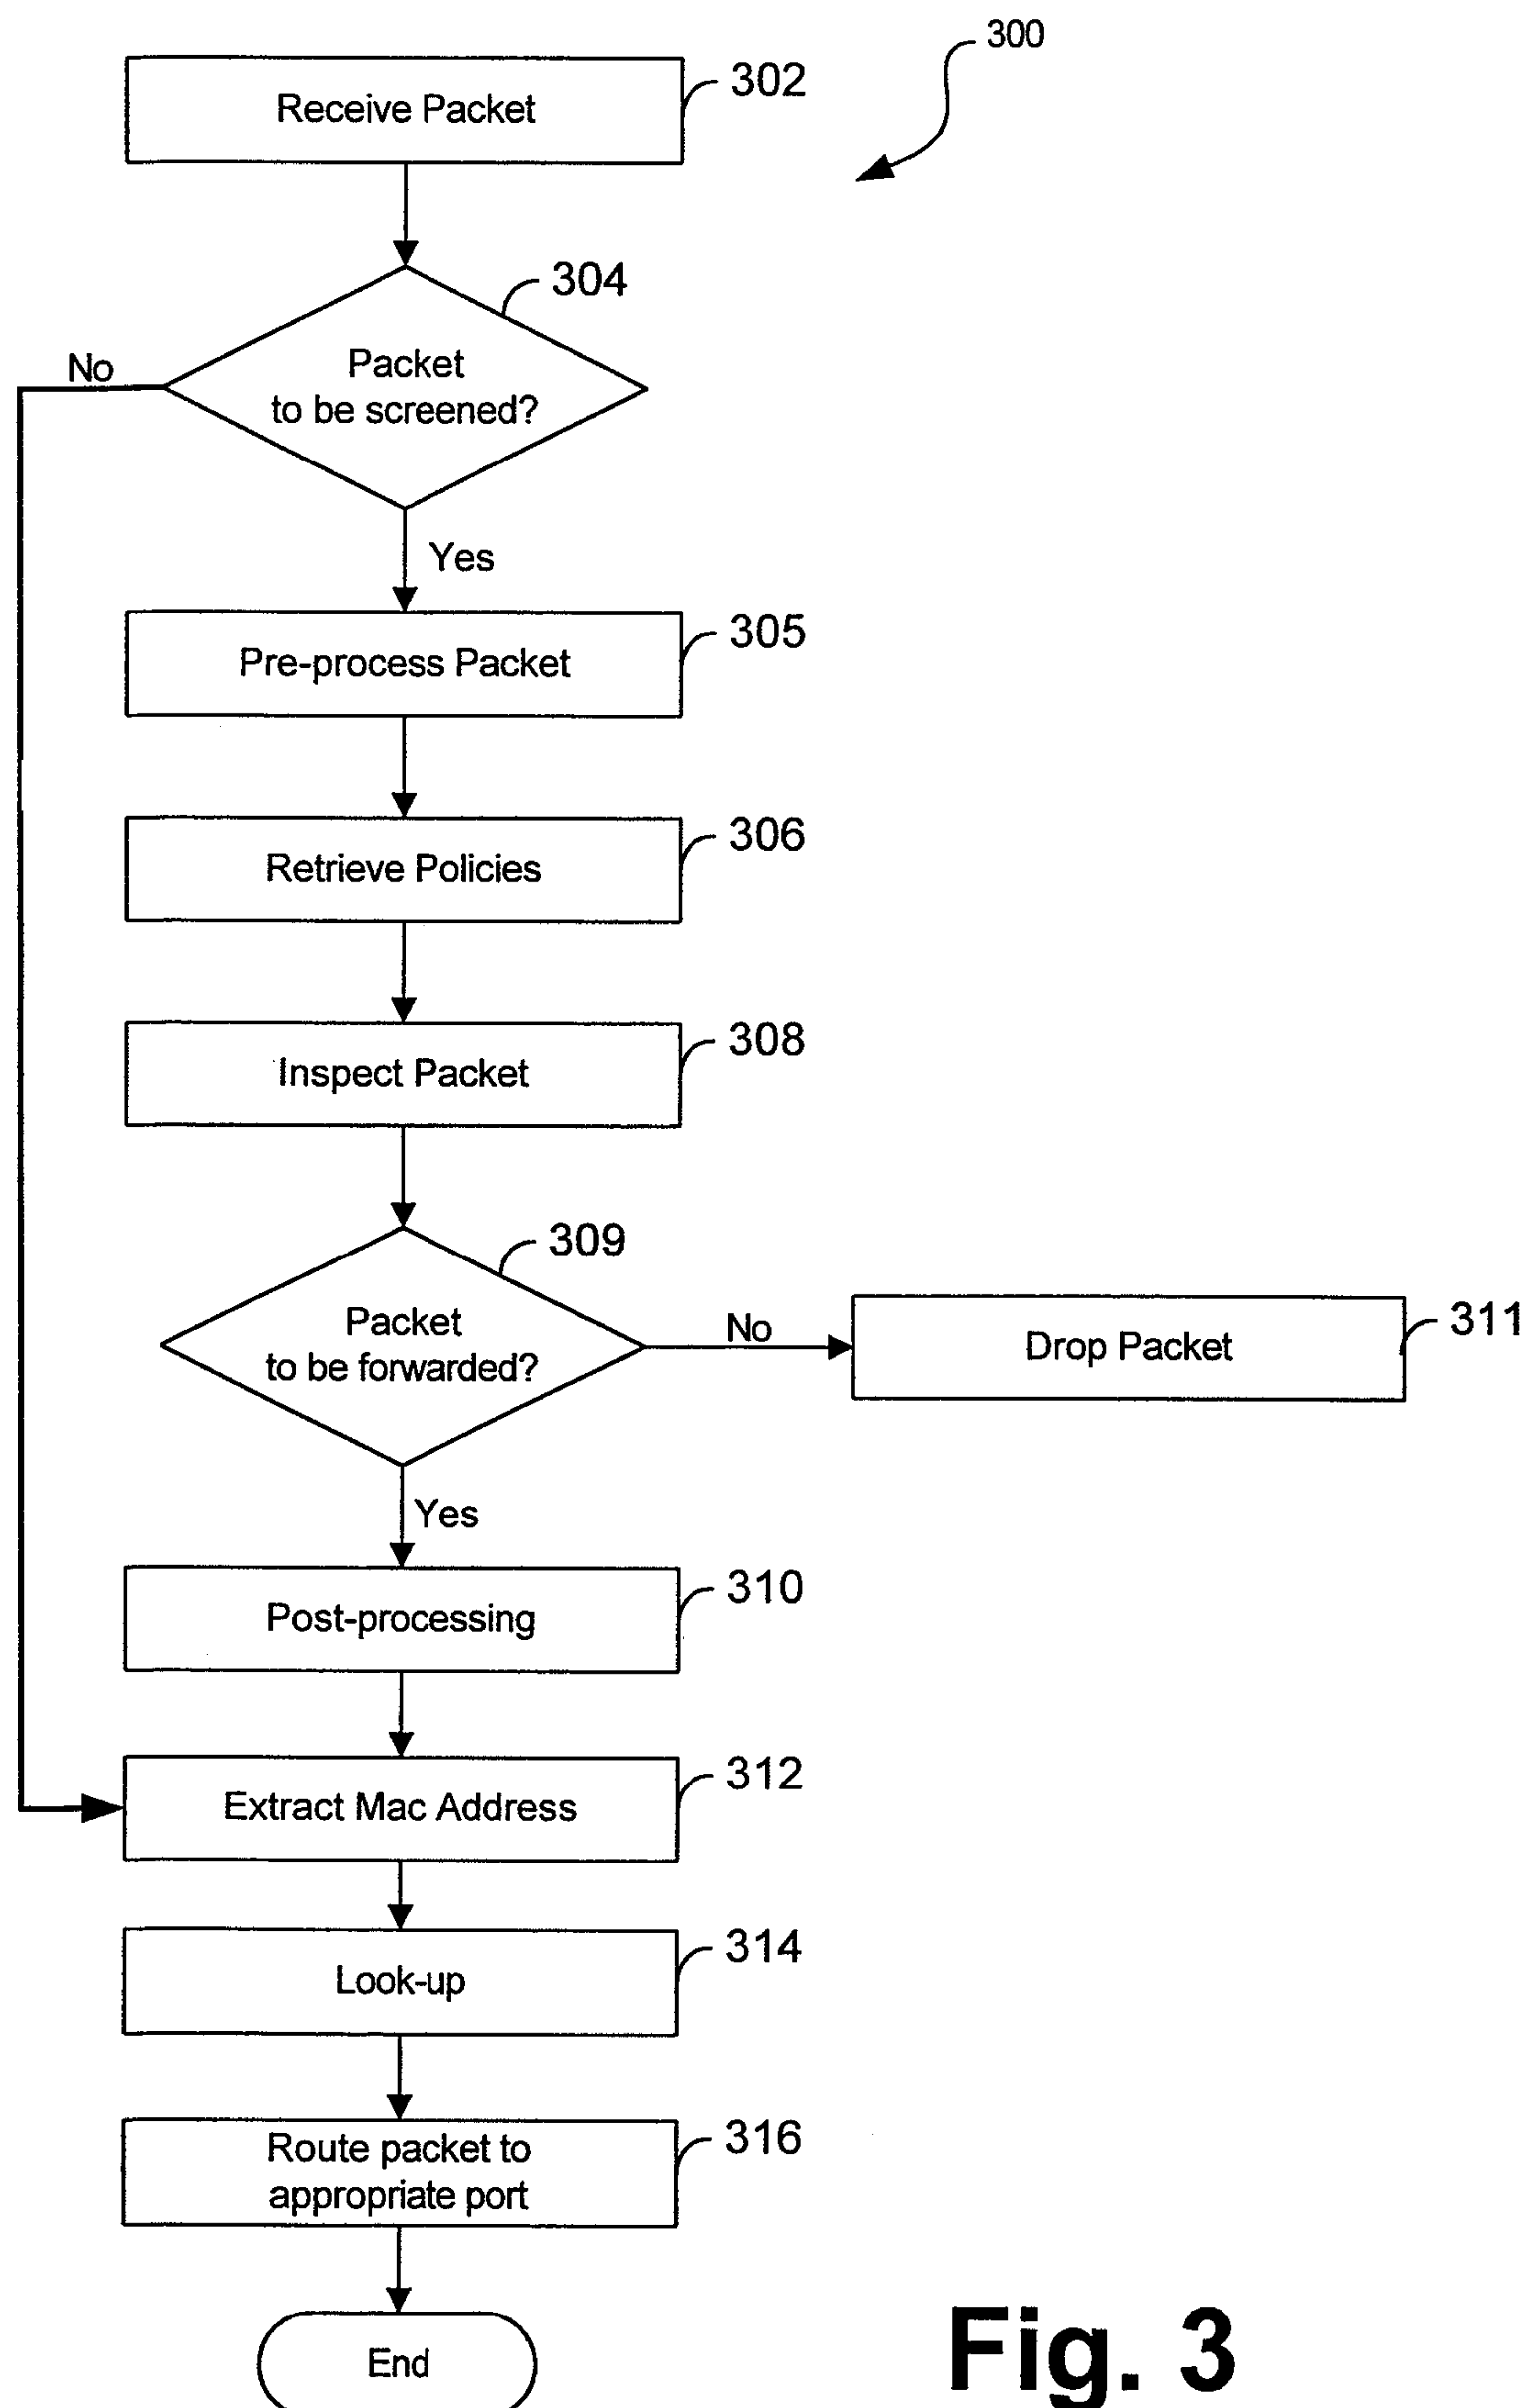 300
Receive Packet
302
304
Packet
to be screened?
No
Yes
Pre-process Packet
305
Retrieve Policies
306
Inspect Packet
308
309
Packet
to be forwarded?
No
Drop Packet
311
Yes
Post-processing
310
Extract Mac Address
312
Look-up
314
Route packet to
appropriate port
316
End
Fig. 3